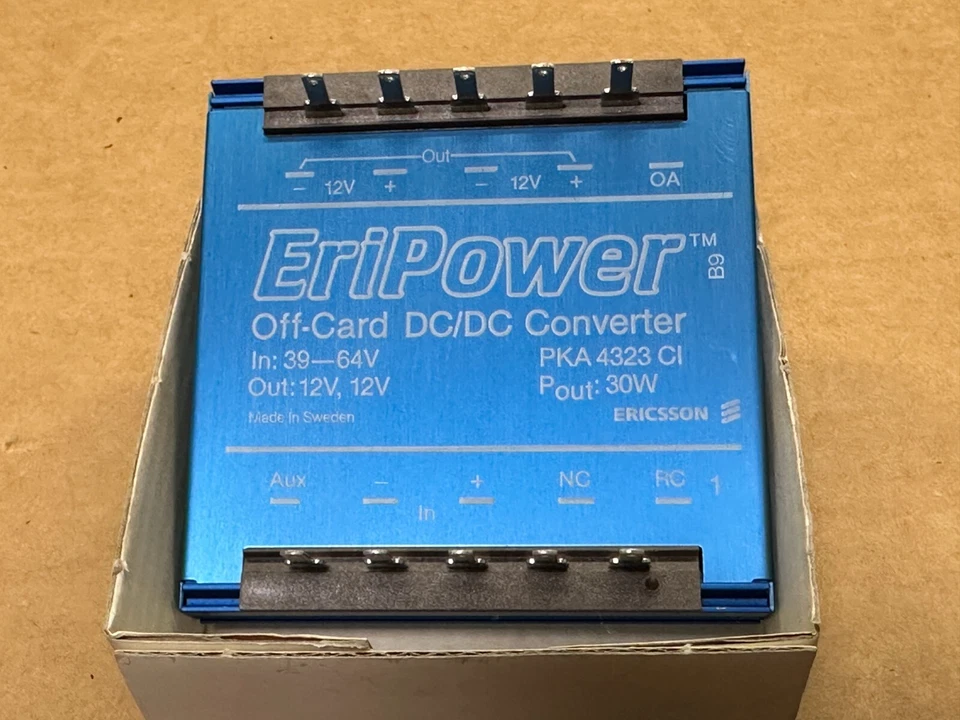 Out
− 12V + − 12V + OA
EriPower™
B9
Off-Card DC/DC Converter
In: 39—64V PKA 4323 CI
Out: 12V, 12V Pout: 30W
Made in Sweden ERICSSON
Aux − + NC RC 1
In